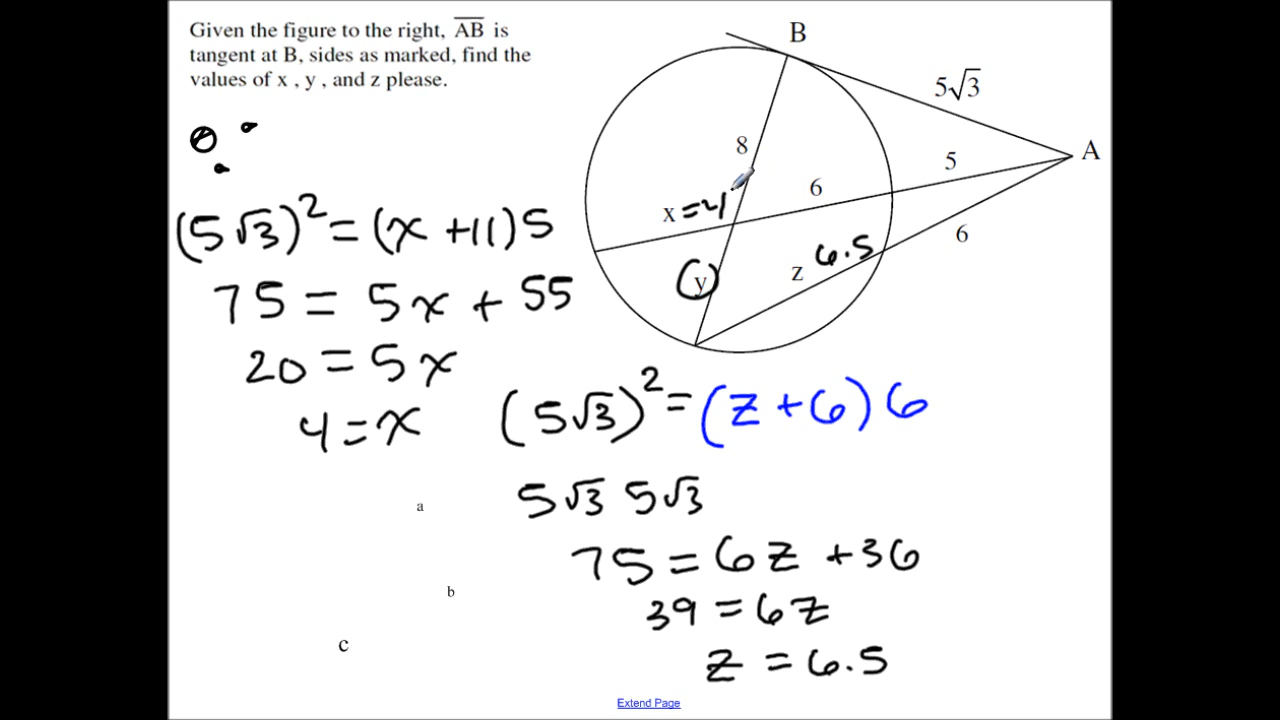 Given the figure to the right, AB is
tangent at B, sides as marked, find the
values of x , y , and z please.
B
5√3
A
8
5
6
x = 4
6
z 6.5
y
(5√3)² = (x + 11) 5
75 = 5x + 55
20 = 5x
4 = x
(5√3)² = (z + 6) 6
5√3 5√3
75 = 6z + 36
39 = 6z
z = 6.5
a
b
c
Extend Page